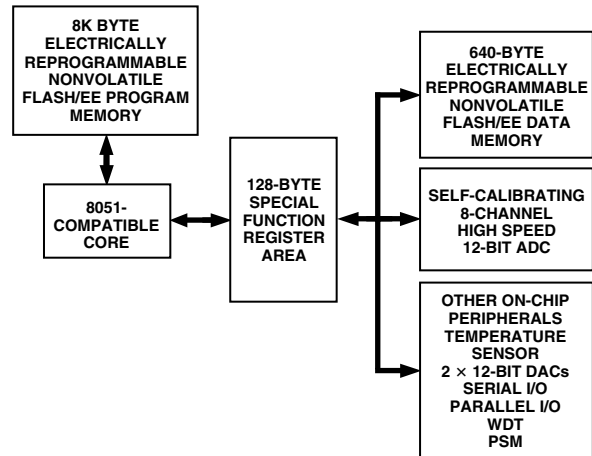 8K BYTE
ELECTRICALLY
REPROGRAMMABLE
NONVOLATILE
FLASH/EE PROGRAM
MEMORY
8051-
COMPATIBLE
CORE
128-BYTE
SPECIAL
FUNCTION
REGISTER
AREA
640-BYTE
ELECTRICALLY
REPROGRAMMABLE
NONVOLATILE
FLASH/EE DATA
MEMORY
SELF-CALIBRATING
8-CHANNEL
HIGH SPEED
12-BIT ADC
OTHER ON-CHIP
PERIPHERALS
TEMPERATURE
SENSOR
2 × 12-BIT DACs
SERIAL I/O
PARALLEL I/O
WDT
PSM